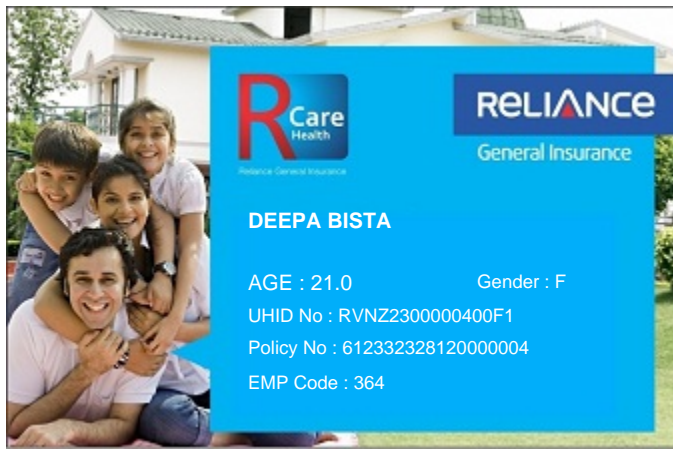 R Care
Health
Reliance General Insurance
RELIANCE
General Insurance
DEEPA BISTA
AGE : 21.0 Gender : F
UHID No : RVNZ2300000400F1
Policy No : 612332328120000004
EMP Code : 364